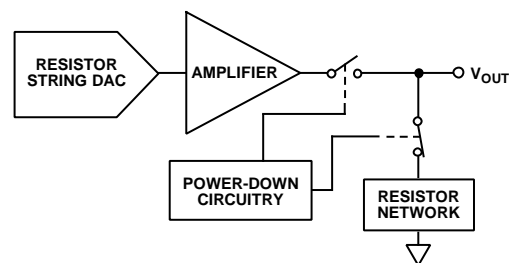 RESISTOR
STRING DAC
AMPLIFIER
VOUT
POWER-DOWN
CIRCUITRY
RESISTOR
NETWORK